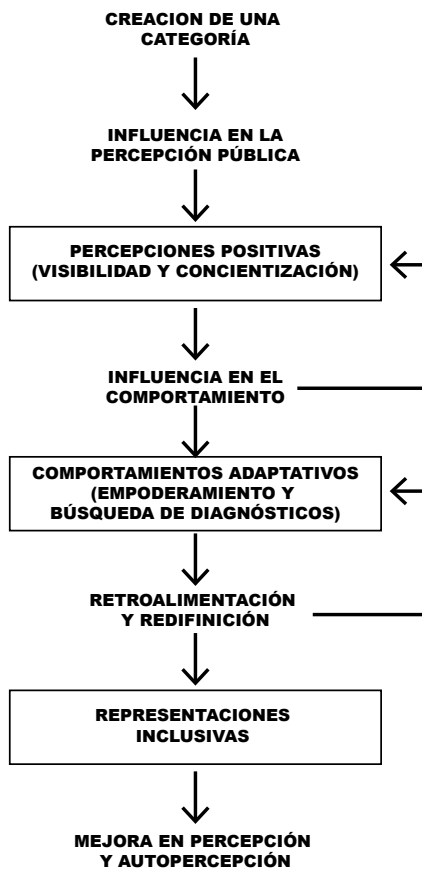 CREACION DE UNA
CATEGORÍA
INFLUENCIA EN LA
PERCEPCIÓN PÚBLICA
PERCEPCIONES POSITIVAS
(VISIBILIDAD Y CONCIENTIZACIÓN)
INFLUENCIA EN EL
COMPORTAMIENTO
COMPORTAMIENTOS ADAPTATIVOS
(EMPODERAMIENTO Y
BÚSQUEDA DE DIAGNÓSTICOS)
RETROALIMENTACIÓN
Y REDIFINICIÓN
REPRESENTACIONES
INCLUSIVAS
MEJORA EN PERCEPCIÓN
Y AUTOPERCEPCIÓN